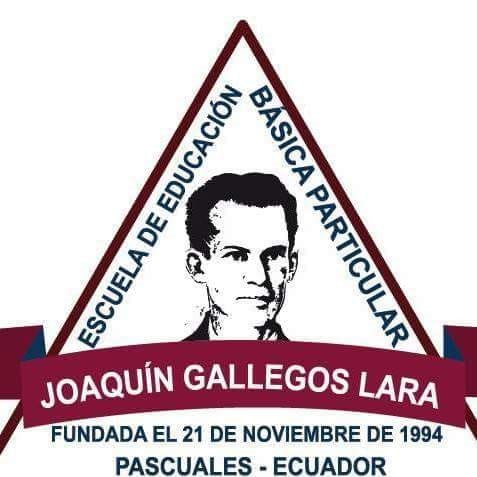 ESCUELA DE EDUCACIÓN
BÁSICA PARTICULAR
JOAQUÍN GALLEGOS LARA
FUNDADA EL 21 DE NOVIEMBRE DE 1994
PASCUALES - ECUADOR